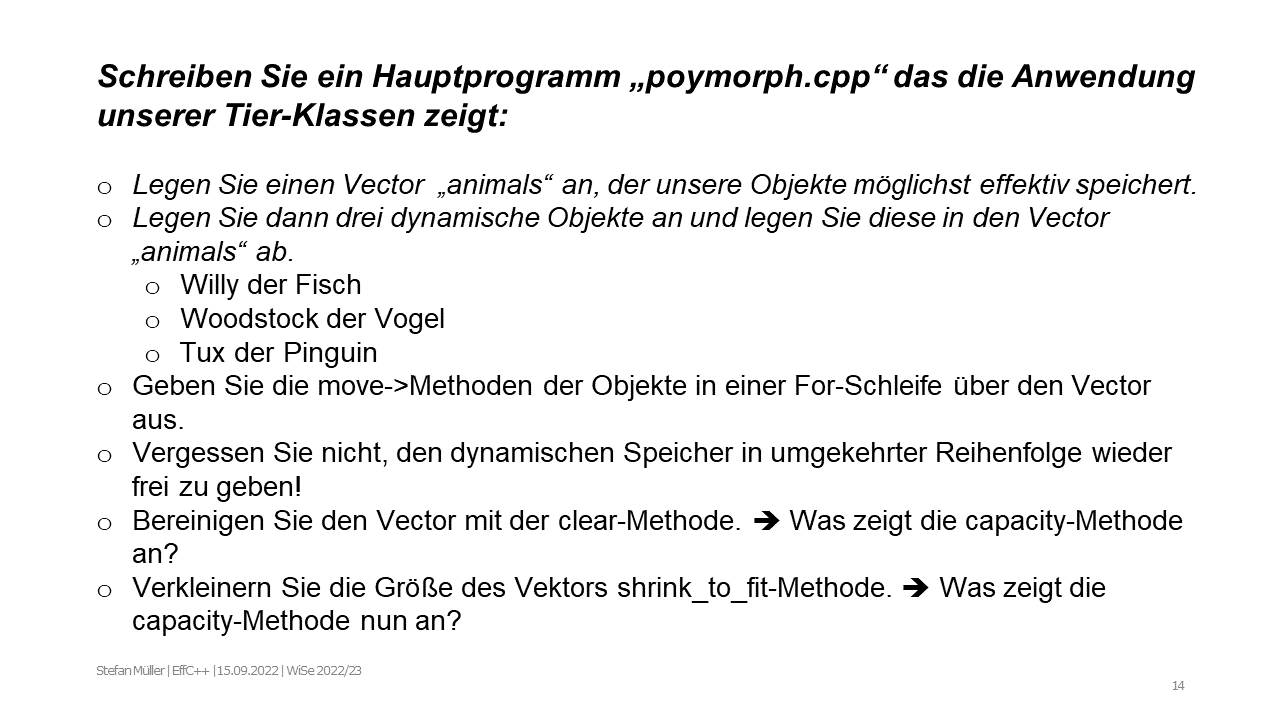 Schreiben Sie ein Hauptprogramm „poymorph.cpp“ das die Anwendung
unserer Tier-Klassen zeigt:
o Legen Sie einen Vector „animals“ an, der unsere Objekte möglichst effektiv speichert.
o Legen Sie dann drei dynamische Objekte an und legen Sie diese in den Vector
„animals“ ab.
o Willy der Fisch
o Woodstock der Vogel
o Tux der Pinguin
o Geben Sie die move->Methoden der Objekte in einer For-Schleife über den Vector
aus.
o Vergessen Sie nicht, den dynamischen Speicher in umgekehrter Reihenfolge wieder
frei zu geben!
o Bereinigen Sie den Vector mit der clear-Methode. ➔ Was zeigt die capacity-Methode
an?
o Verkleinern Sie die Größe des Vektors shrink_to_fit-Methode. ➔ Was zeigt die
capacity-Methode nun an?
Stefan Müller | EffC++ |15.09.2022 | WiSe 2022/23
14